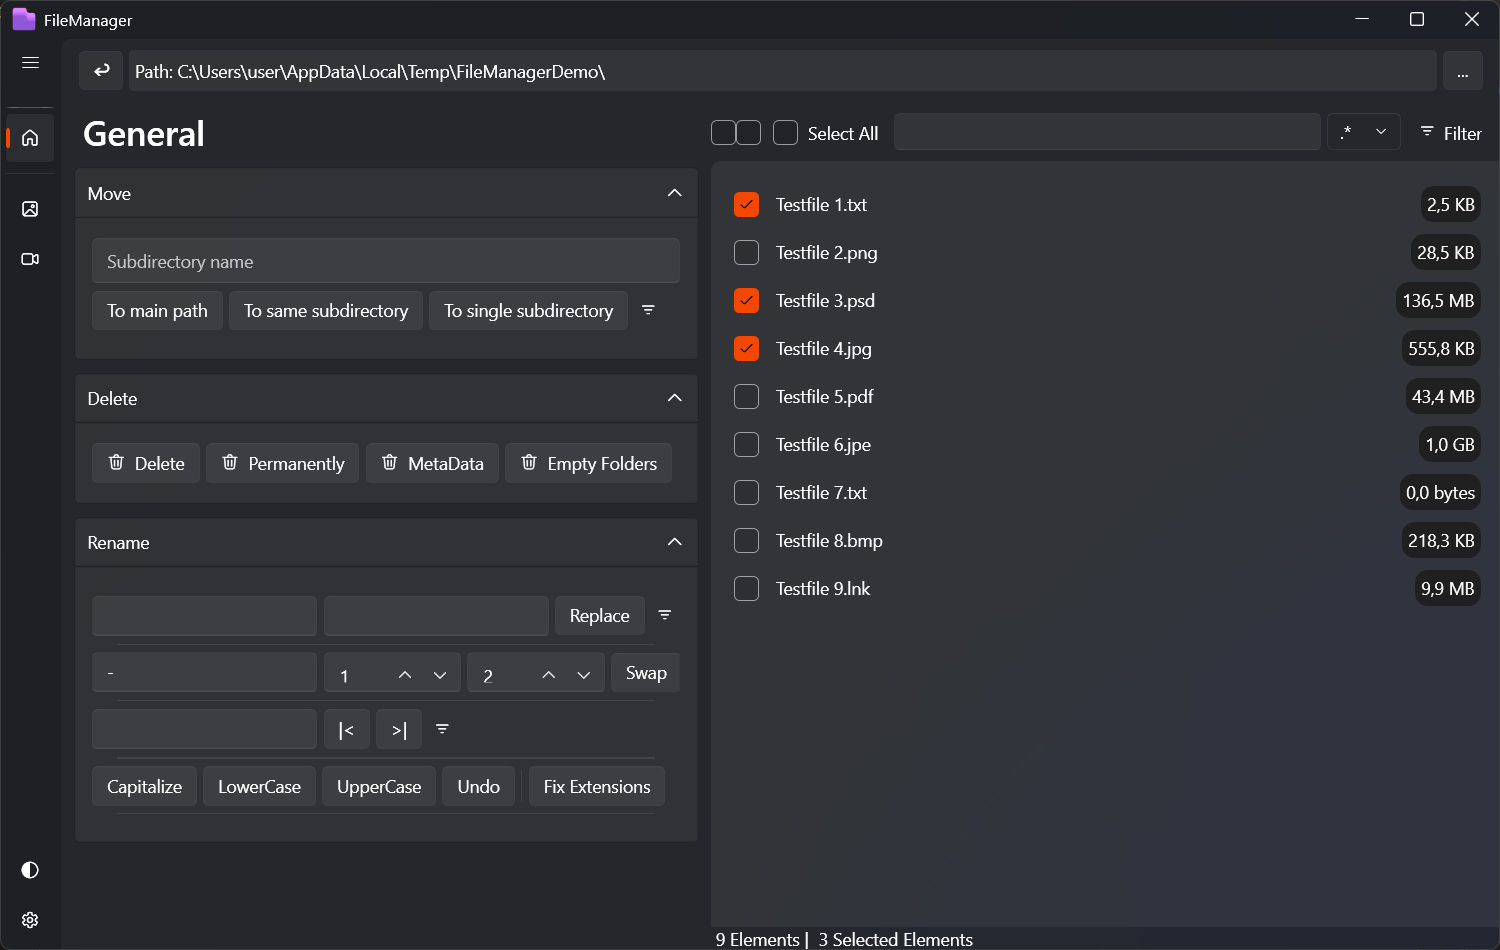 FileManager
Path: C:\Users\user\AppData\Local\Temp\FileManagerDemo\
...
General
Select All
.*
Filter
Move
Subdirectory name
To main path
To same subdirectory
To single subdirectory
Delete
Delete
Permanently
MetaData
Empty Folders
Rename
Replace
-
1
2
Swap
|<
>|
Capitalize
LowerCase
UpperCase
Undo
Fix Extensions
Testfile 1.txt
2,5 KB
Testfile 2.png
28,5 KB
Testfile 3.psd
136,5 MB
Testfile 4.jpg
555,8 KB
Testfile 5.pdf
43,4 MB
Testfile 6.jpe
1,0 GB
Testfile 7.txt
0,0 bytes
Testfile 8.bmp
218,3 KB
Testfile 9.lnk
9,9 MB
9 Elements | 3 Selected Elements